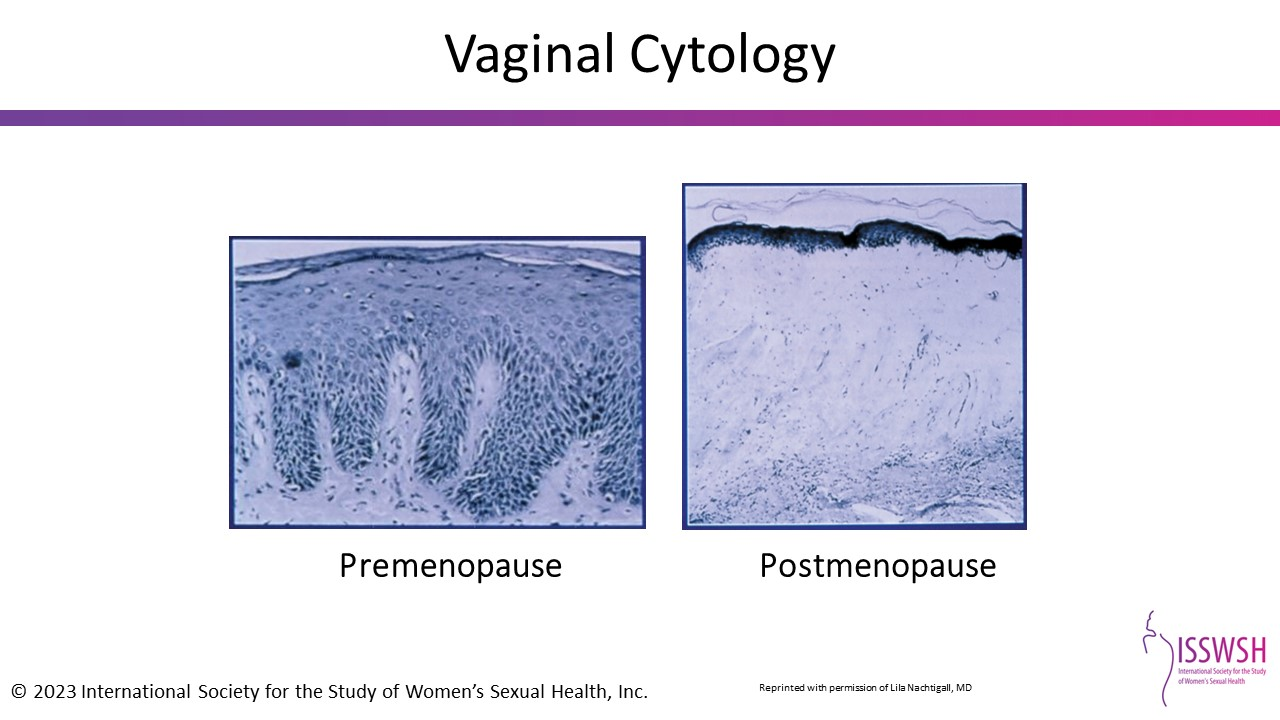 Vaginal Cytology
Premenopause
Postmenopause
ISSWSH
International Society for the Study
of Women's Sexual Health
© 2023 International Society for the Study of Women’s Sexual Health, Inc.
Reprinted with permission of Lila Nachtigall, MD